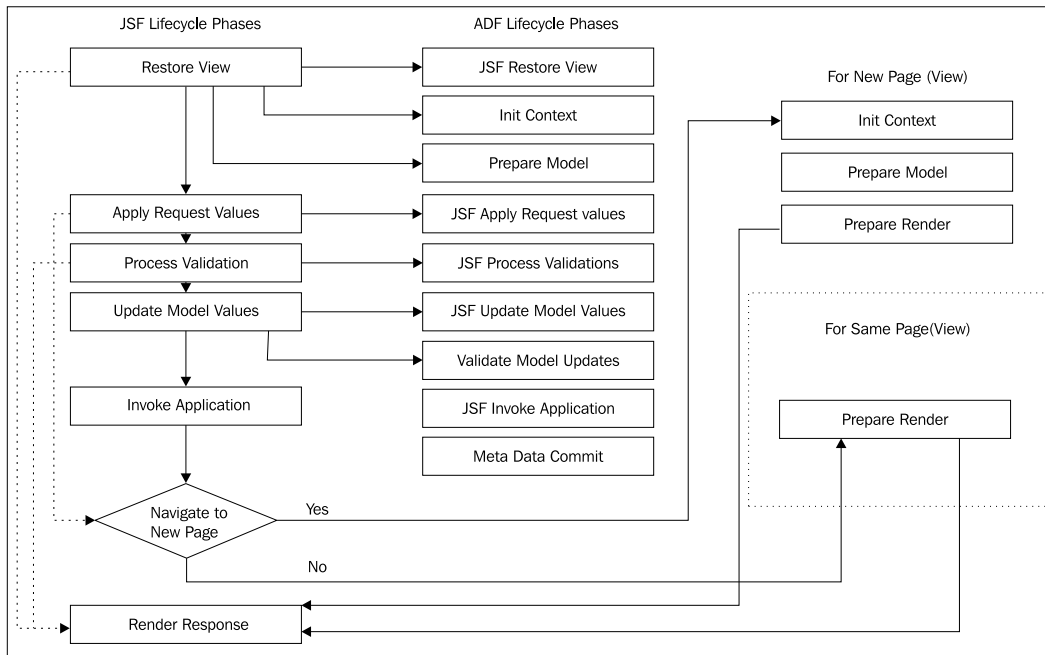 JSF Lifecycle Phases
ADF Lifecycle Phases
Restore View
JSF Restore View
For New Page (View)
Init Context
Init Context
Prepare Model
Prepare Model
Apply Request Values
JSF Apply Request values
Prepare Render
Process Validation
JSF Process Validations
Update Model Values
JSF Update Model Values
For Same Page(View)
Validate Model Updates
Invoke Application
JSF Invoke Application
Prepare Render
Meta Data Commit
Navigate to
New Page
Yes
No
Render Response